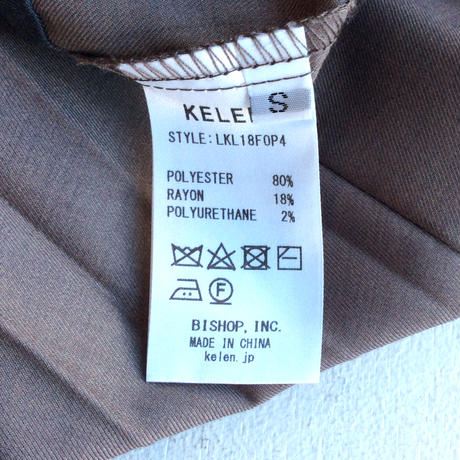 S
KELEN
STYLE:LKL18FOP4
POLYESTER 80%
RAYON 18%
POLYURETHANE 2%
F
BISHOP, INC.
MADE IN CHINA
kelen.jp